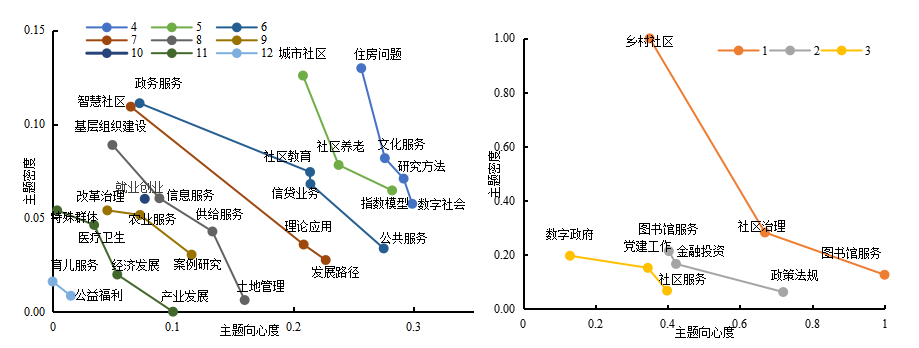 0.15
0.10
0.05
0.00
0
0.1
0.2
0.3
主题密度
主题向心度
4
5
6
7
8
9
10
11
12
城市社区
住房问题
政务服务
智慧社区
基层组织建设
社区教育
社区养老
文化服务
研究方法
信贷业务
指数模型
数字社会
就业创业
改革治理
信息服务
特殊群体
农业服务
供给服务
医疗卫生
理论应用
公共服务
育儿服务
经济发展
案例研究
发展路径
公益福利
产业发展
土地管理
1.00
0.80
0.60
0.40
0.20
0.00
0
0.2
0.4
0.6
0.8
1
主题密度
主题向心度
1
2
3
乡村社区
社区治理
图书馆服务
数字政府
图书馆服务
党建工作
金融投资
社区服务
政策法规